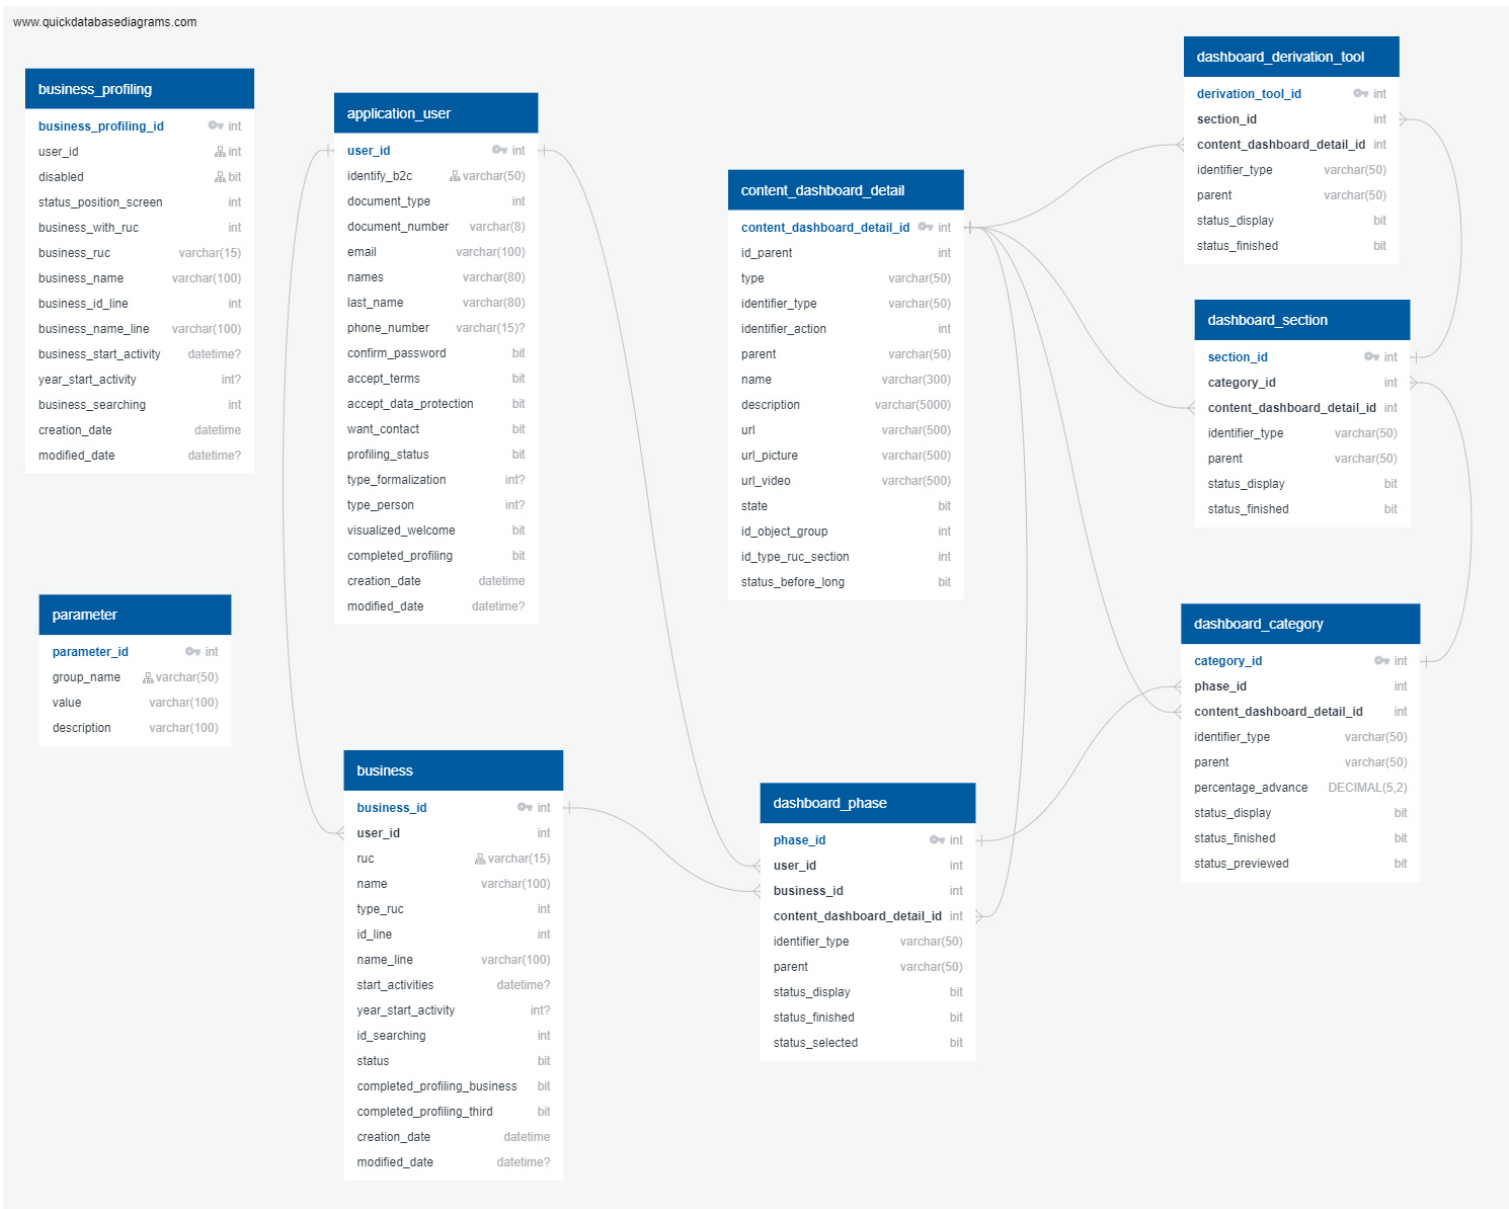 www.quickdatabasediagrams.com
business_profiling
business_profiling_id int
user_id int
disabled bit
status_position_screen int
business_with_ruc int
business_ruc varchar(15)
business_name varchar(100)
business_id_line int
business_name_line varchar(100)
business_start_activity datetime?
year_start_activity int?
business_searching int
creation_date datetime
modified_date datetime?
parameter
parameter_id int
group_name varchar(50)
value varchar(100)
description varchar(100)
application_user
user_id int
identify_b2c varchar(50)
document_type int
document_number varchar(8)
email varchar(100)
names varchar(80)
last_name varchar(80)
phone_number varchar(15)?
confirm_password bit
accept_terms bit
accept_data_protection bit
want_contact bit
profiling_status bit
type_formalization int?
type_person int?
visualized_welcome bit
completed_profiling bit
creation_date datetime
modified_date datetime?
business
business_id int
user_id int
ruc varchar(15)
name varchar(100)
type_ruc int
id_line int
name_line varchar(100)
start_activities datetime?
year_start_activity int?
id_searching int
status bit
completed_profiling_business bit
completed_profiling_third bit
creation_date datetime
modified_date datetime?
content_dashboard_detail
content_dashboard_detail_id int
id_parent int
type varchar(50)
identifier_type varchar(50)
identifier_action int
parent varchar(50)
name varchar(300)
description varchar(5000)
url varchar(500)
url_picture varchar(500)
url_video varchar(500)
state bit
id_object_group int
id_type_ruc_section int
status_before_long bit
dashboard_phase
phase_id int
user_id int
business_id int
content_dashboard_detail_id int
identifier_type varchar(50)
parent varchar(50)
status_display bit
status_finished bit
status_selected bit
dashboard_derivation_tool
derivation_tool_id int
section_id int
content_dashboard_detail_id int
identifier_type varchar(50)
parent varchar(50)
status_display bit
status_finished bit
dashboard_section
section_id int
category_id int
content_dashboard_detail_id int
identifier_type varchar(50)
parent varchar(50)
status_display bit
status_finished bit
dashboard_category
category_id int
phase_id int
content_dashboard_detail_id int
identifier_type varchar(50)
parent varchar(50)
percentage_advance DECIMAL(5,2)
status_display bit
status_finished bit
status_previewed bit